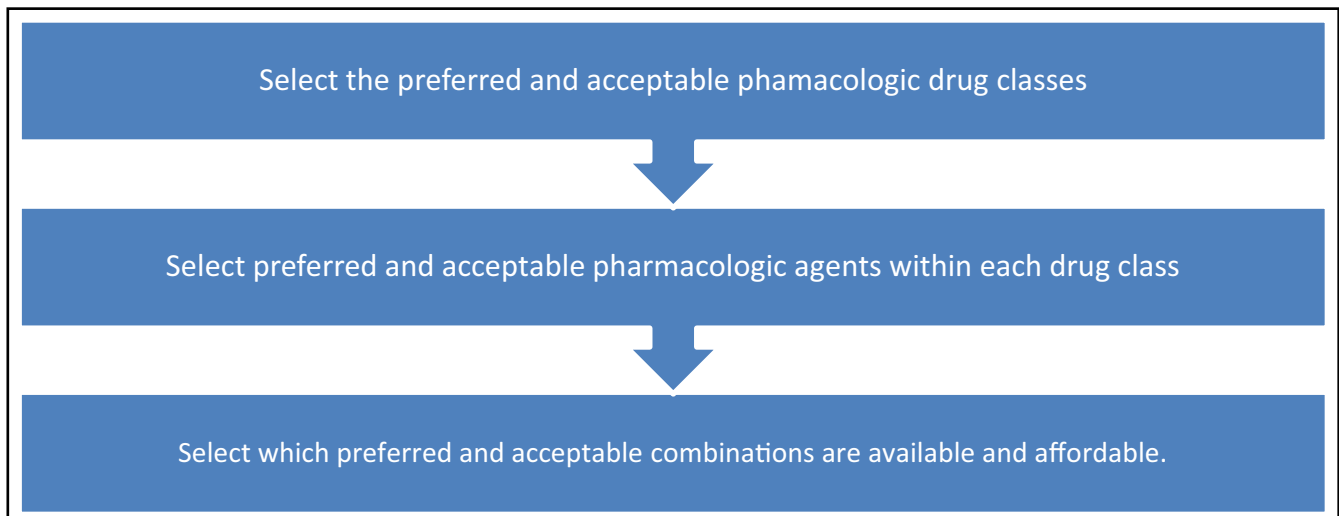 Select the preferred and acceptable phamacologic drug classes
Select preferred and acceptable pharmacologic agents within each drug class
Select which preferred and acceptable combinations are available and affordable.